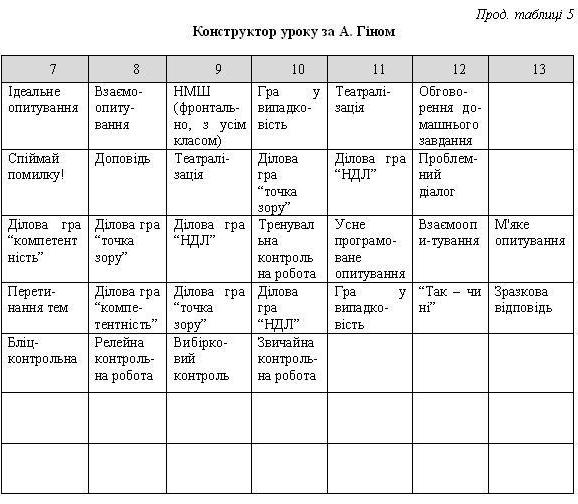 Прод. таблиці 5
Конструктор уроку за А. Гіном
7 8 9 10 11 12 13
Ідеальне
опитування
Взаємо-
опиту-
вання
НМШ
(фронталь-
но, з усім
класом)
Гра у
випадко-
вість
Театралі-
зація
Обгово-
рення до-
машнього
завдання
Спіймай
помилку!
Доповідь
Театралі-
зація
Ділова
гра
“точка
зору”
Ділова гра
“НДЛ”
Проблем-
ний
діалог
Ділова гра
“компетент
ність”
Ділова гра
“точка
зору”
Ділова гра
“НДЛ”
Тренувал
ьна
контроль
на робота
Усне
програмо-
ване
опитування
Взаємооп
и-тування
М'яке
опитування
Перети-
нання тем
Ділова гра
“компе-
тентність”
Ділова гра
“точка
зору”
Ділова
гра
“НДЛ”
Гра у
випадко-
вість
“Так – чи
ні”
Зразкова
відповідь
Бліц-
контрольна
Релейна
контроль-
на робота
Вибірко-
вий
контроль
Звичайна
контроль-
на робота